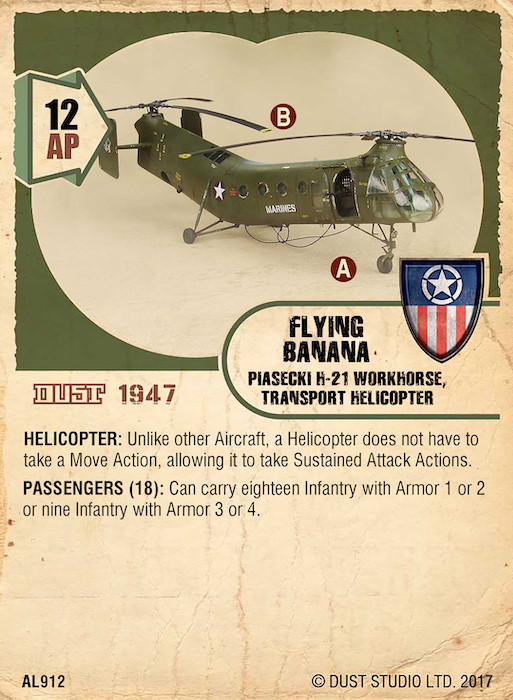 12
AP
B
MARINES
A
FLYING
BANANA
PIASECKI H-21 WORKHORSE,
TRANSPORT HELICOPTER
DUST 1947
HELICOPTER: Unlike other Aircraft, a Helicopter does not have to
take a Move Action, allowing it to take Sustained Attack Actions.
PASSENGERS (18): Can carry eighteen Infantry with Armor 1 or 2
or nine Infantry with Armor 3 or 4.
AL912
© DUST STUDIO LTD. 2017